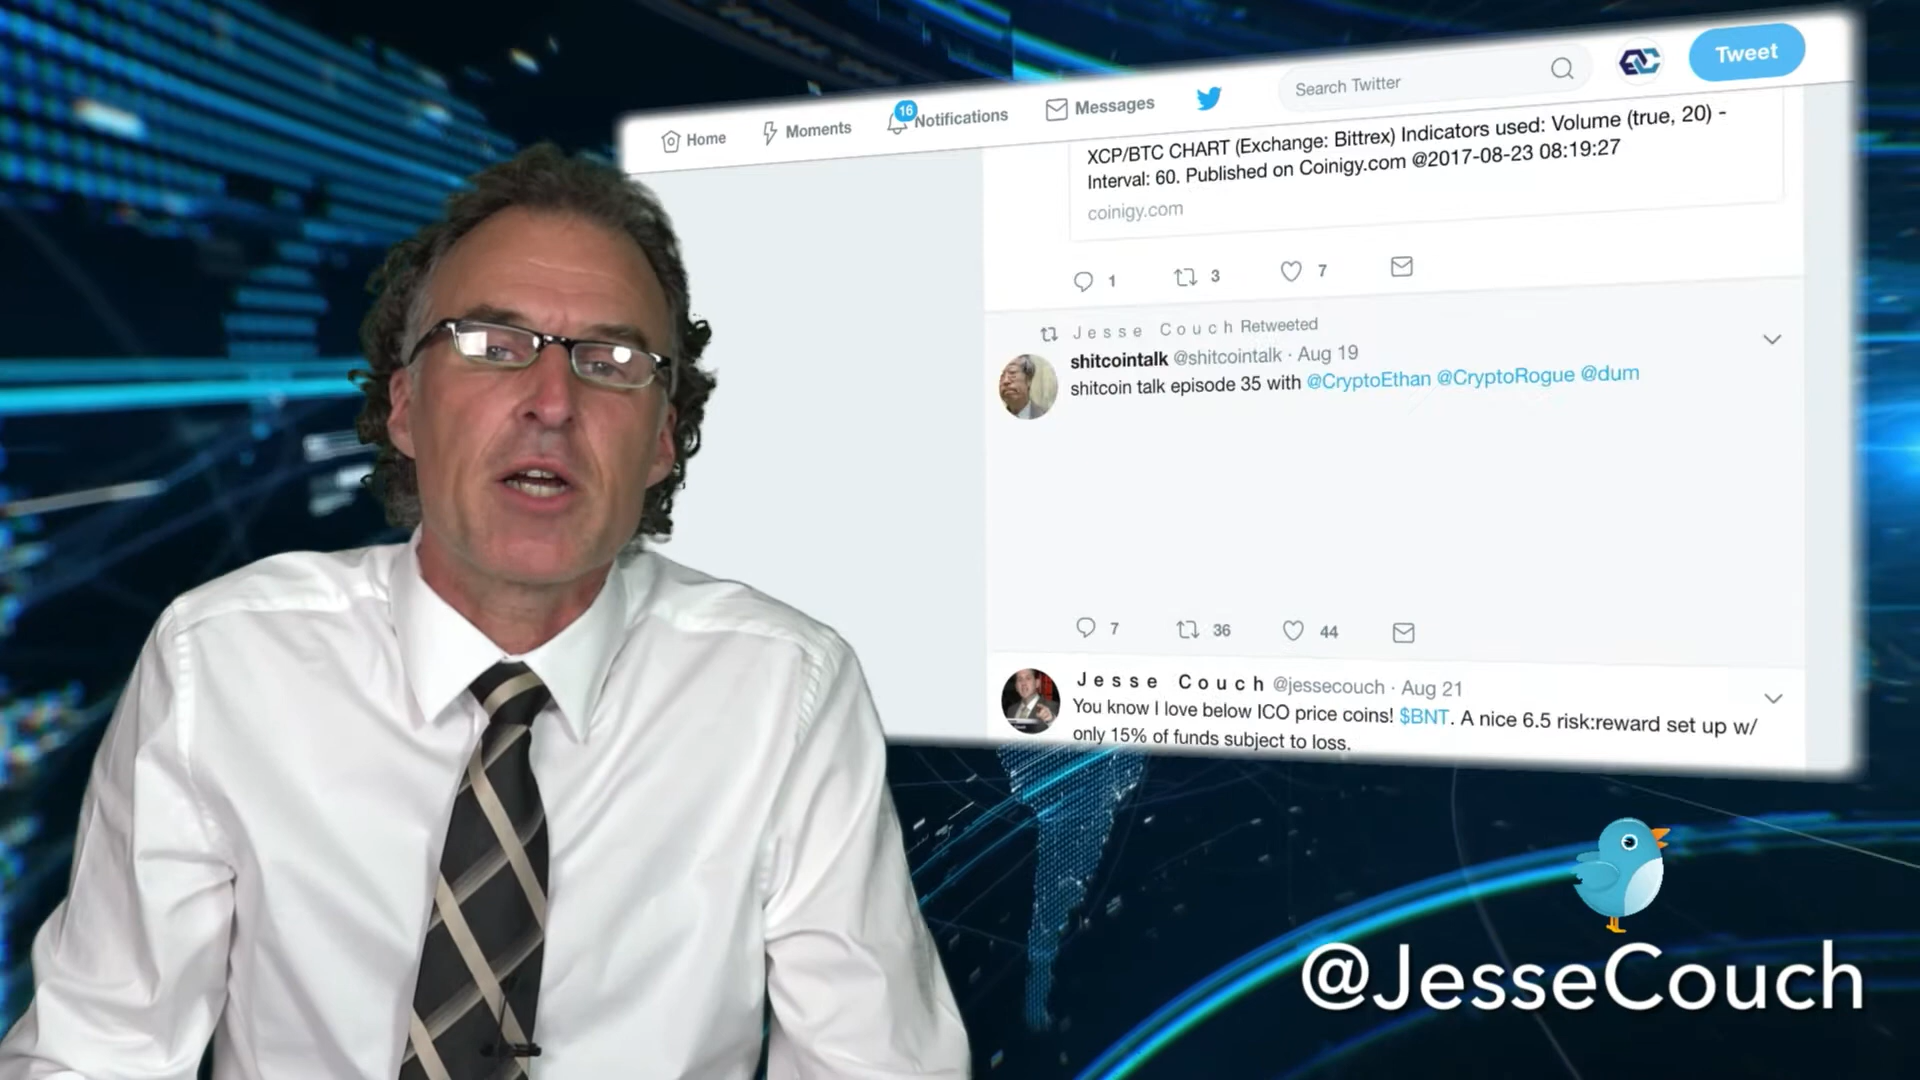 Home
Moments
16
Notifications
Messages
Search Twitter
Tweet
XCP/BTC CHART (Exchange: Bittrex) Indicators used: Volume (true, 20) -
Interval: 60. Published on Coinigy.com @2017-08-23 08:19:27
coinigy.com
1 3 7
Jesse Couch Retweeted
shitcointalk @shitcointalk · Aug 19
shitcoin talk episode 35 with @CryptoEthan @CryptoRogue @dum
7 36 44
Jesse Couch @jessecouch · Aug 21
You know I love below ICO price coins! $BNT. A nice 6.5 risk:reward set up w/
only 15% of funds subject to loss.
@JesseCouch